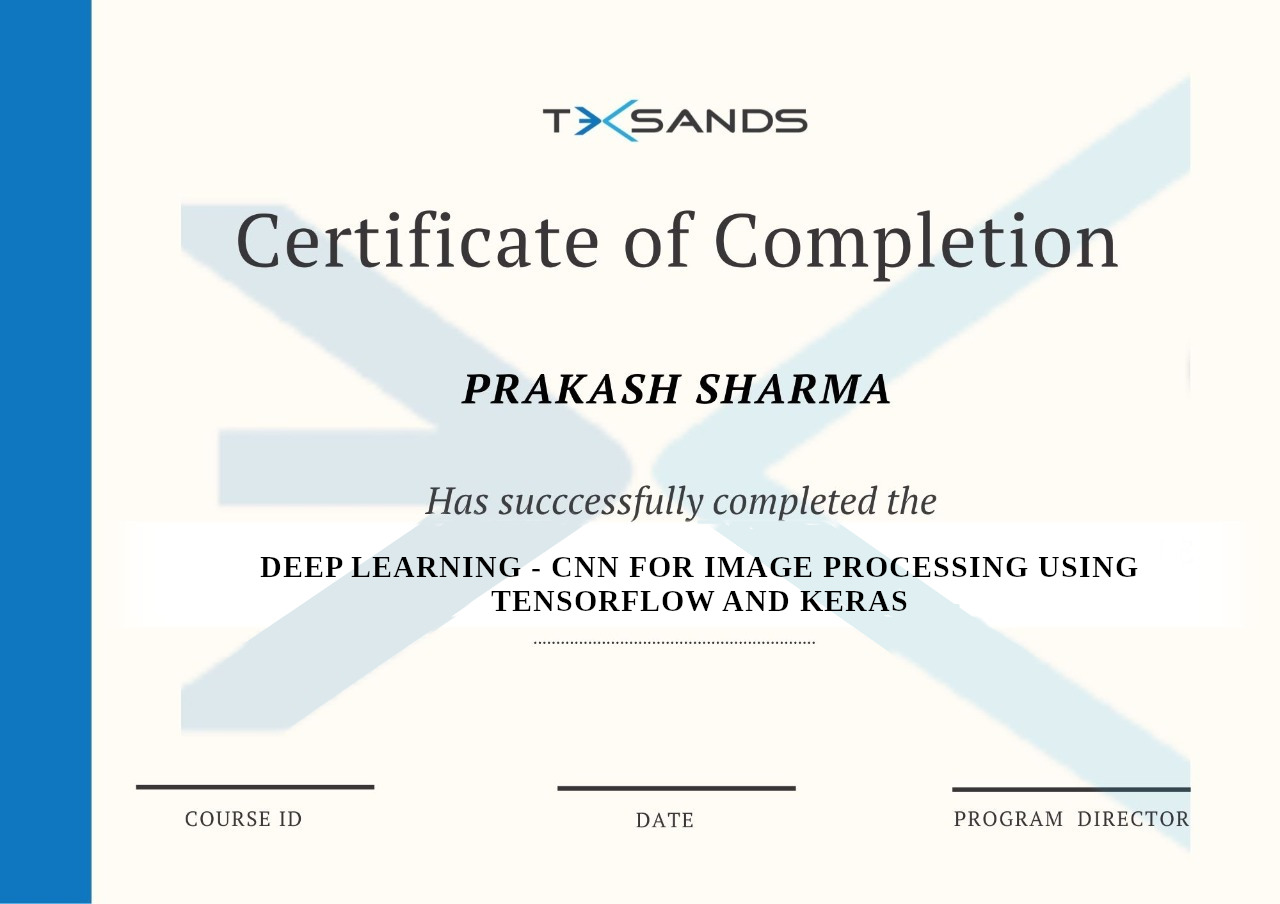 TEXSANDS
Certificate of Completion
PRAKASH SHARMA
Has succcessfully completed the
DEEP LEARNING - CNN FOR IMAGE PROCESSING USING
TENSORFLOW AND KERAS
COURSE ID
DATE
PROGRAM DIRECTOR